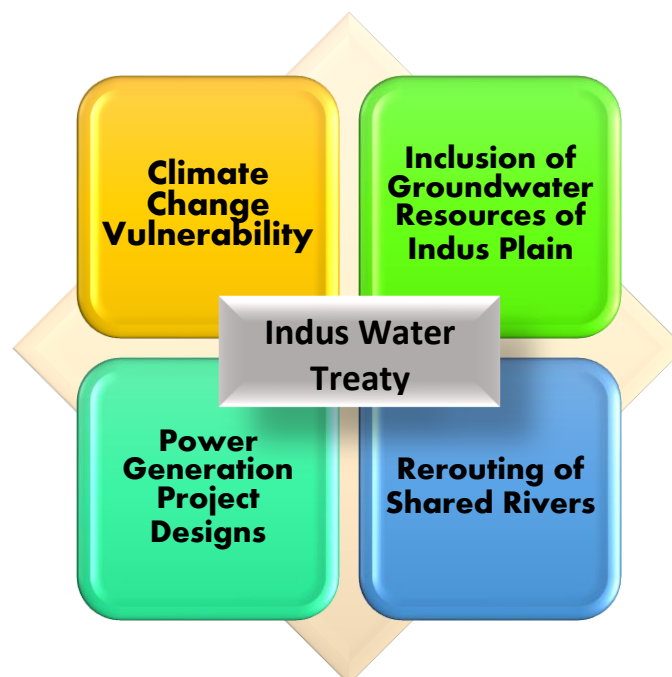 Climate
Change
Vulnerability
Inclusion of
Groundwater
Resources of
Indus Plain
Indus Water
Treaty
Power
Generation
Project
Designs
Rerouting of
Shared Rivers